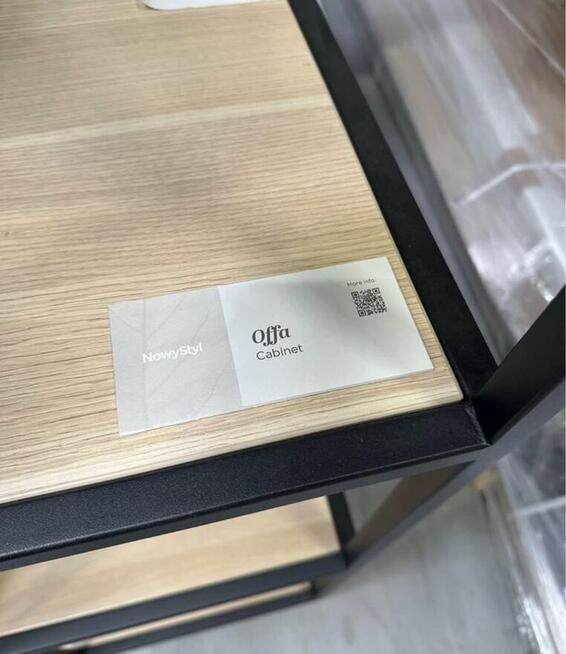 NowyStyl
Offa
Cabinet
More info: